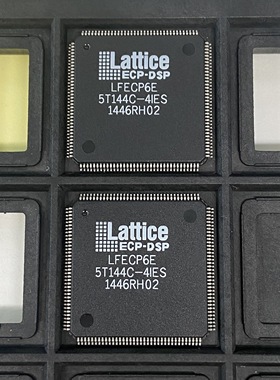 Lattice
ECP-DSP
LFECP6E
5T144C-4IES
1446RH02
Lattice
ECP-DSP
LFECP6E
5T144C-4IES
1446RH02